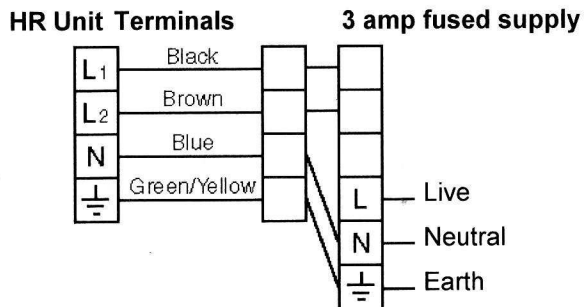 HR Unit Terminals 3 amp fused supply
L1 Black
L2 Brown
N Blue
Green/Yellow
L Live
N Neutral
Earth